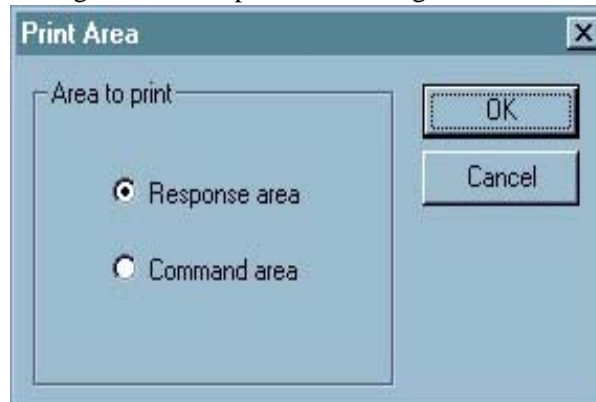 Print Area
Area to print
OK
Response area
Cancel
Command area